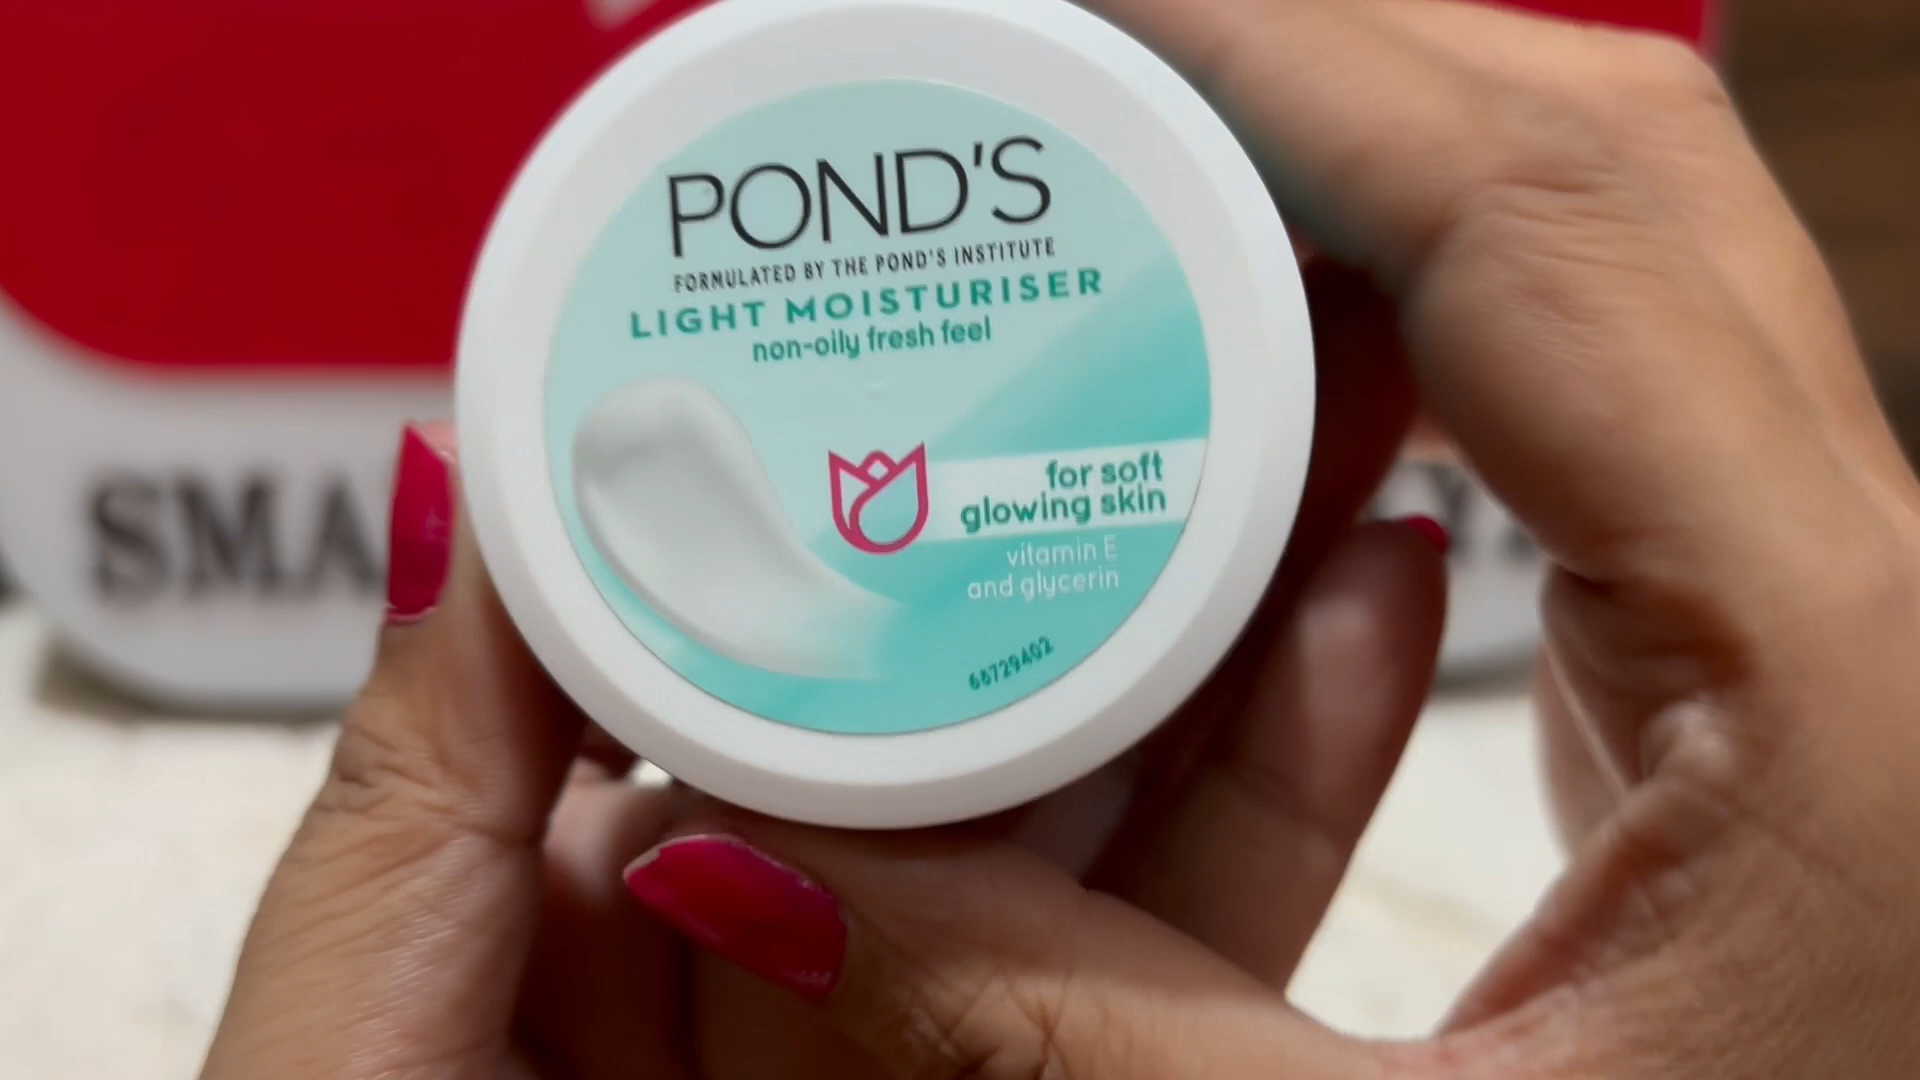 POND'S
FORMULATED BY THE POND'S INSTITUTE
LIGHT MOISTURISER
non-oily fresh feel
for soft
glowing skin
vitamin E
and glycerin
68729402